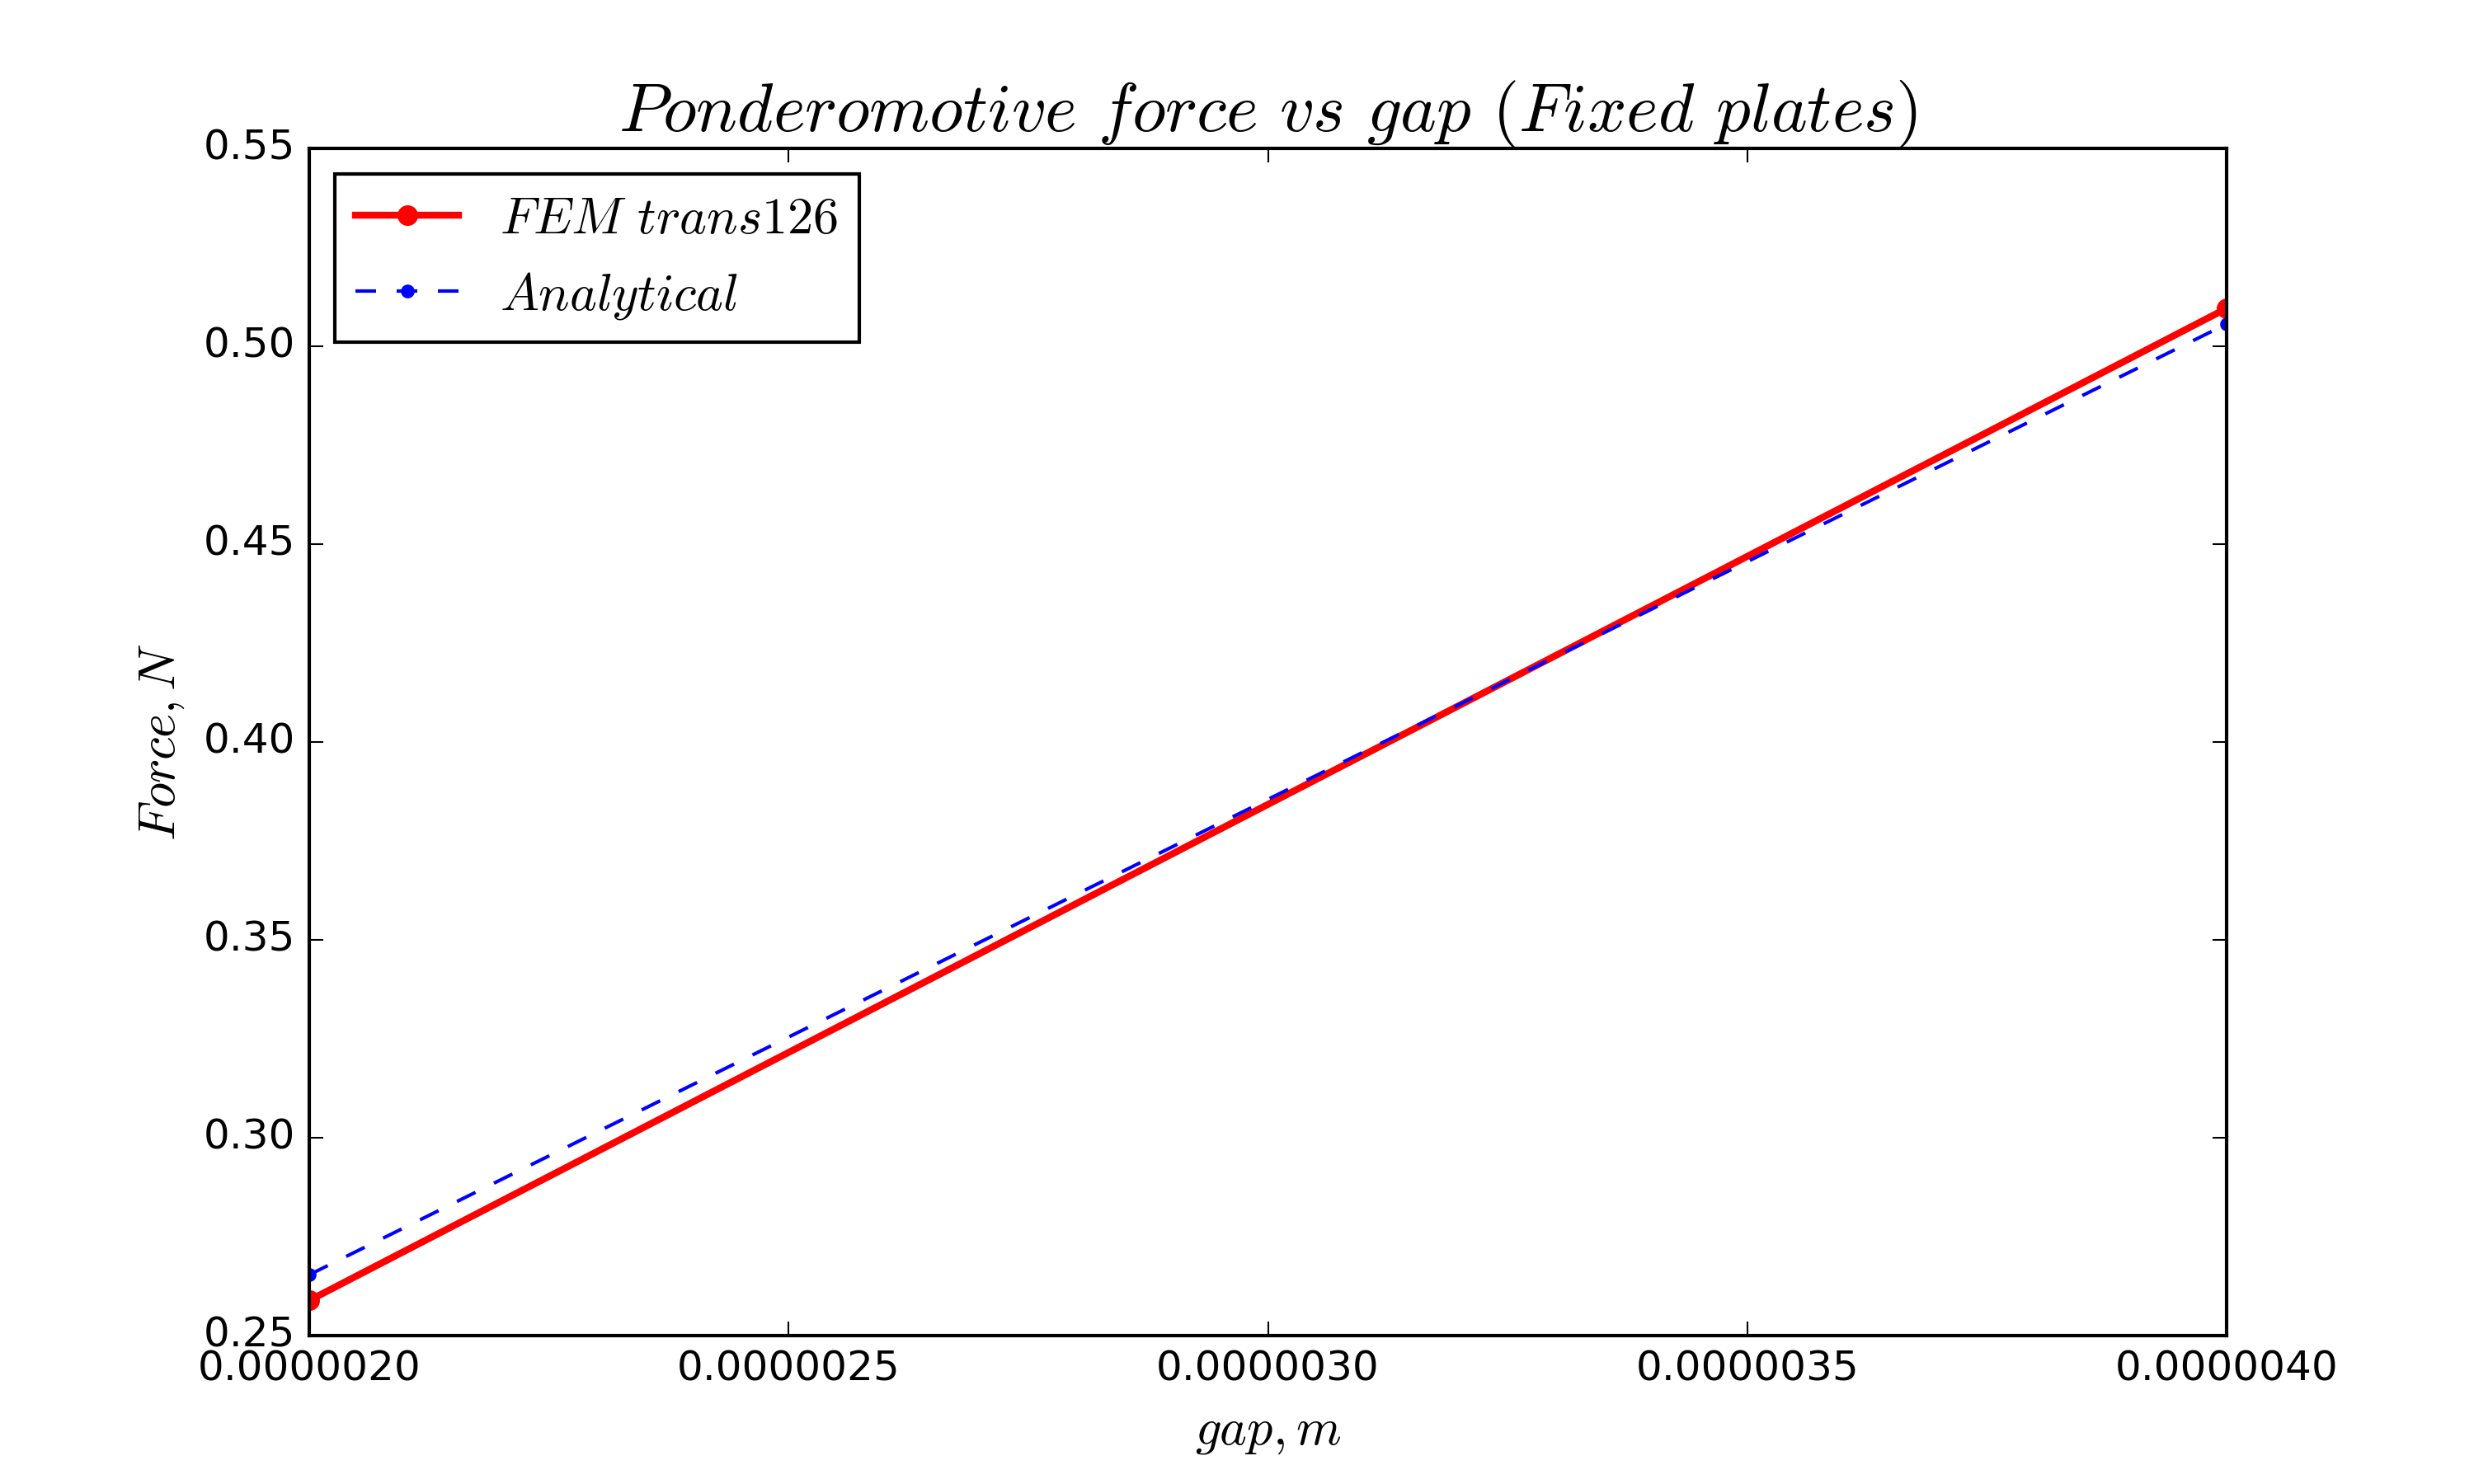 Ponderomotive force vs gap (Fixed plates)
FEM trans126
Analytical
0.55
0.50
0.45
0.40
0.35
0.30
0.25
Force, N
0.0000020 0.0000025 0.0000030 0.0000035 0.0000040
gap, m